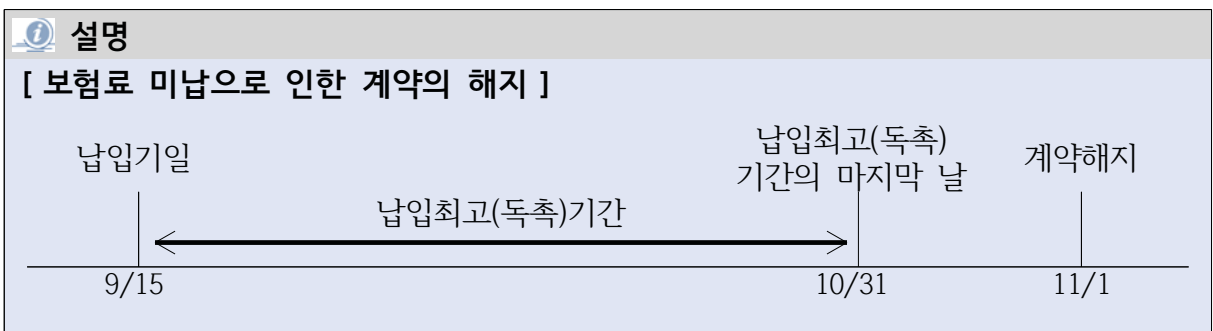 설명
[ 보험료 미납으로 인한 계약의 해지 ]
납입기일
납입최고(독촉)
기간의 마지막 날
계약해지
납입최고(독촉)기간
9/15
10/31
11/1